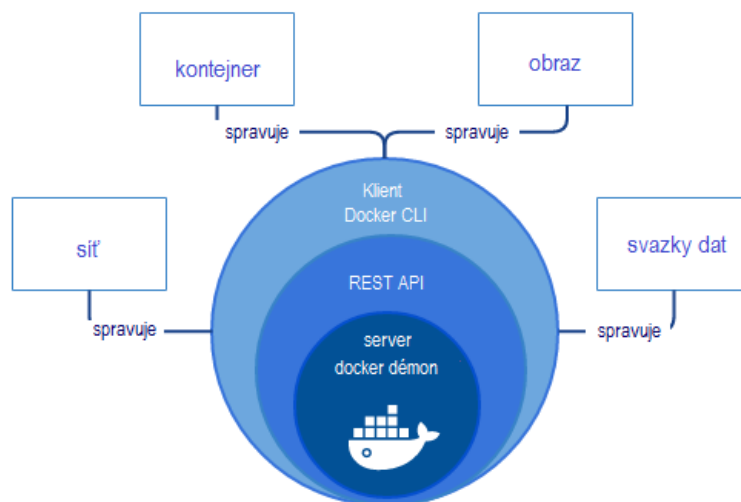 kontejner
obraz
spravuje
spravuje
Klient
Docker CLI
síť
svazky dat
REST API
spravuje
spravuje
server
docker démon